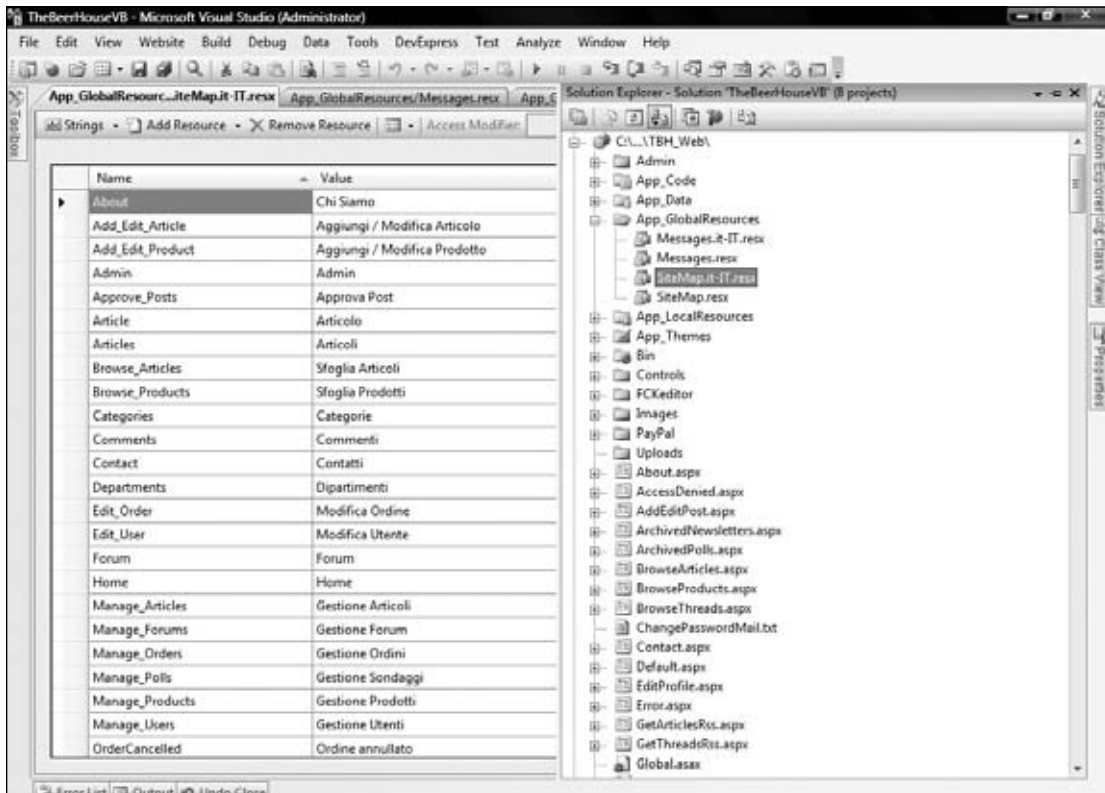 TheBeerHouseVB - Microsoft Visual Studio (Administrator)
File Edit View Website Build Debug Data Tools DevExpress Test Analyze Window Help
App_GlobalResourc...iteMap.it-IT.resx App_GlobalResources/Messages.resx App_G
Strings Add Resource Remove Resource Access Modifier:
Name Value
About Chi Siamo
Add_Edit_Article Aggiungi / Modifica Articolo
Add_Edit_Product Aggiungi / Modifica Prodotto
Admin Admin
Approve_Posts Approva Post
Article Articolo
Articles Articoli
Browse_Articles Sfoglia Articoli
Browse_Products Sfoglia Prodotti
Categories Categorie
Comments Commenti
Contact Contatti
Departments Dipartimenti
Edit_Order Modifica Ordine
Edit_User Modifica Utente
Forum Forum
Home Home
Manage_Articles Gestione Articoli
Manage_Forums Gestione Forum
Manage_Orders Gestione Ordini
Manage_Polls Gestione Sondaggi
Manage_Products Gestione Prodotti
Manage_Users Gestione Utenti
OrderCancelled Ordine annullato
Error List Output Undo Close
Toolbox
Solution Explorer - Solution 'TheBeerHouseVB' (8 projects)
C:\...\TBH_Web\
Admin
App_Code
App_Data
App_GlobalResources
Messages.it-IT.resx
Messages.resx
SiteMap.it-IT.resx
SiteMap.resx
App_LocalResources
App_Themes
Bin
Controls
FCKeditor
Images
PayPal
Uploads
About.aspx
AccessDenied.aspx
AddEditPost.aspx
ArchivedNewsletters.aspx
ArchivedPolls.aspx
BrowseArticles.aspx
BrowseProducts.aspx
BrowseThreads.aspx
ChangePasswordMail.txt
Contact.aspx
Default.aspx
EditProfile.aspx
Error.aspx
GetArticlesRss.aspx
GetThreadsRss.aspx
Global.asax
Solution Explorer
Class View
Properties